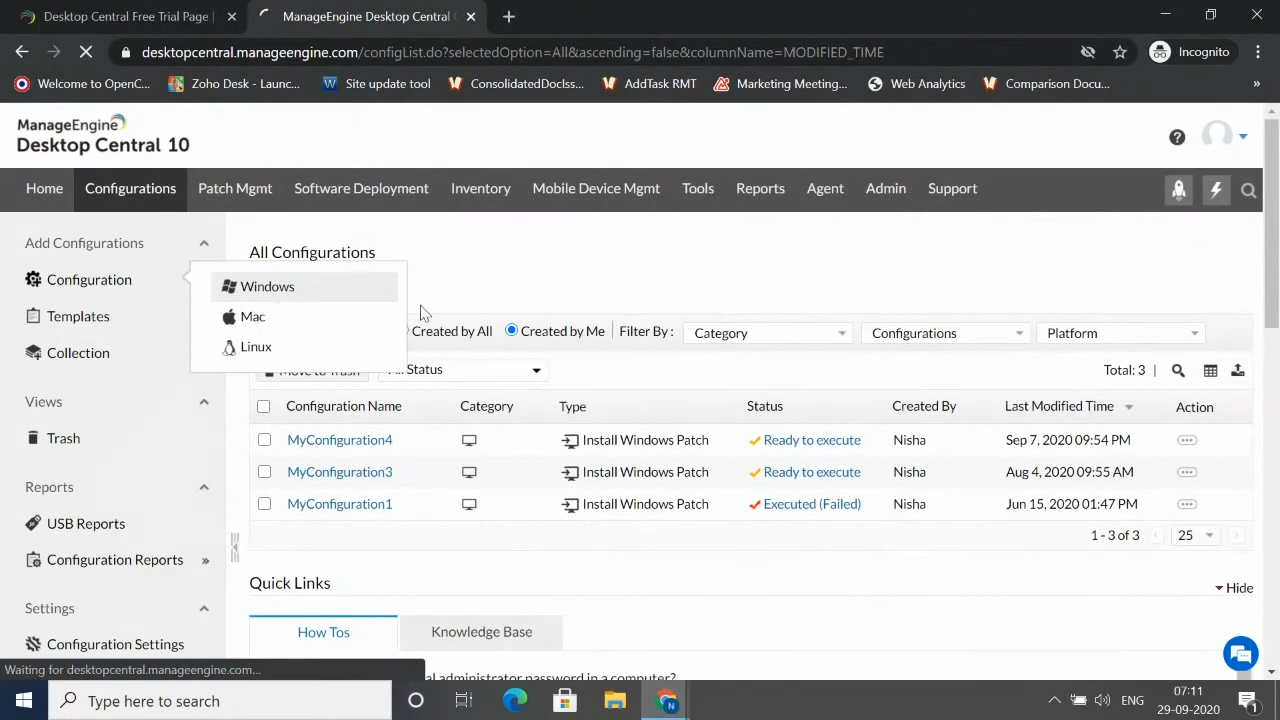 Desktop Central Free Trial Page |
ManageEngine Desktop Central
desktopcentral.manageengine.com/configList.do?selectedOption=All&ascending=false&columnName=MODIFIED_TIME
Incognito
Welcome to OpenC...
Zoho Desk - Launc...
Site update tool
ConsolidatedDocIss...
AddTask RMT
Marketing Meeting...
Web Analytics
Comparison Docu...
»
ManageEngine
Desktop Central 10
Home
Configurations
Patch Mgmt
Software Deployment
Inventory
Mobile Device Mgmt
Tools
Reports
Agent
Admin
Support
Add Configurations
Configuration
Templates
Collection
Views
Trash
Reports
USB Reports
Configuration Reports »
Settings
Configuration Settings
All Configurations
Windows
Mac
Linux
Created by All
Created by Me
Filter By :
Category
Configurations
Platform
Move to Trash
Status
Total: 3 |
Configuration Name Category Type Status Created By Last Modified Time Action
MyConfiguration4 Install Windows Patch Ready to execute Nisha Sep 7, 2020 09:54 PM
MyConfiguration3 Install Windows Patch Ready to execute Nisha Aug 4, 2020 09:55 AM
MyConfiguration1 Install Windows Patch Executed (Failed) Nisha Jun 15, 2020 01:47 PM
1 - 3 of 3
25
Quick Links
Hide
How Tos
Knowledge Base
administrator password in a computer?
Waiting for desktopcentral.manageengine.com...
Type here to search
ENG
07:11
29-09-2020
1